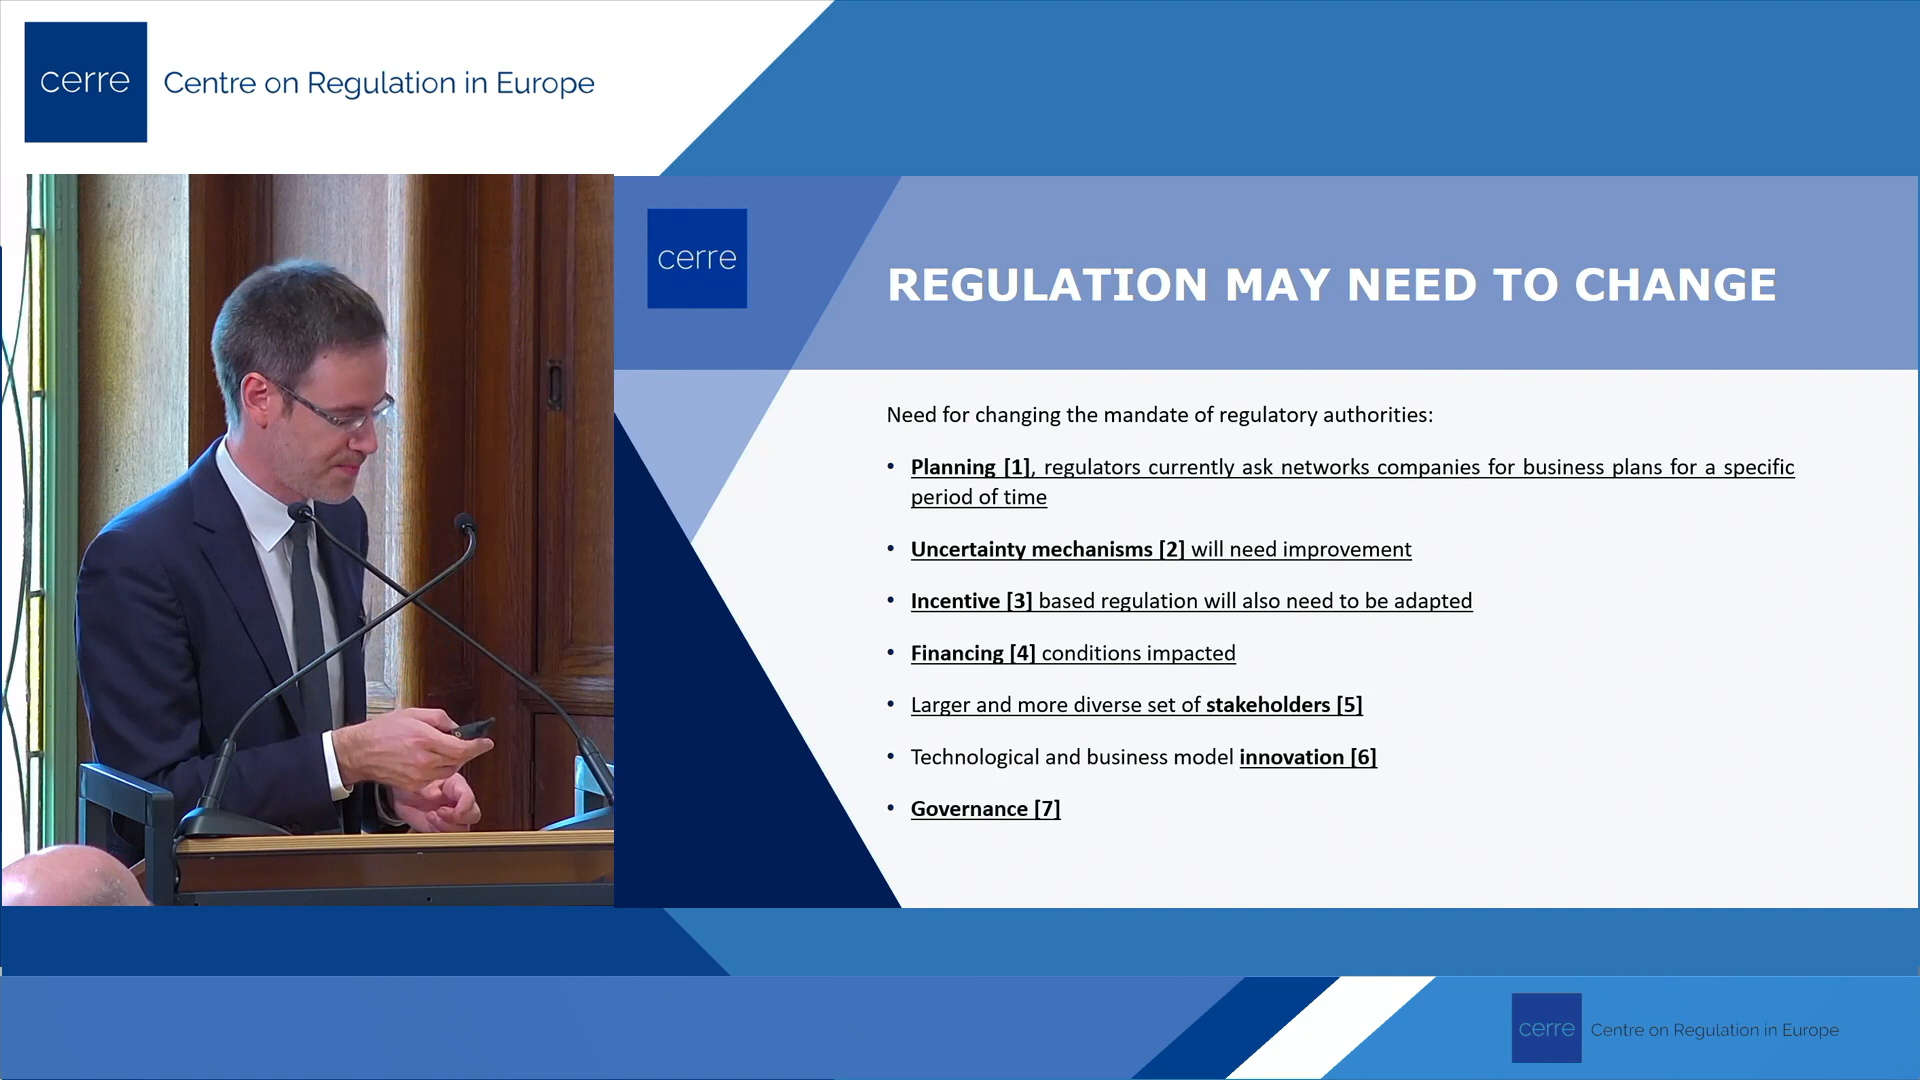 cerre
Centre on Regulation in Europe
cerre
REGULATION MAY NEED TO CHANGE
Need for changing the mandate of regulatory authorities:
• Planning [1], regulators currently ask networks companies for business plans for a specific
period of time
• Uncertainty mechanisms [2] will need improvement
• Incentive [3] based regulation will also need to be adapted
• Financing [4] conditions impacted
• Larger and more diverse set of stakeholders [5]
• Technological and business model innovation [6]
• Governance [7]
cerre
Centre on Regulation in Europe